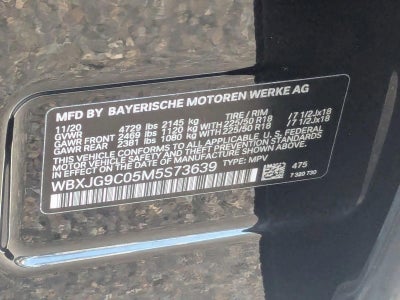 MFD BY BAYERISCHE MOTOREN WERKE AG
11/20 TIRE / RIM
GVWR 4729 lbs 2145 kg
GAWR FRONT 2469 lbs 1120 kg 225/50 R18 / 7 1/2Jx18
GAWR REAR 2381 lbs 1080 kg 225/50 R18 / 7 1/2Jx18
THIS VEHICLE CONFORMS TO ALL APPLICABLE U.S. FEDERAL
MOTOR VEHICLE SAFETY AND THEFT PREVENTION STANDARDS
IN EFFECT ON THE DATE OF MANUFACTURE SHOWN ABOVE.
WBXJG9C05M5S73639 TYPE: MPV
475
7 320 730